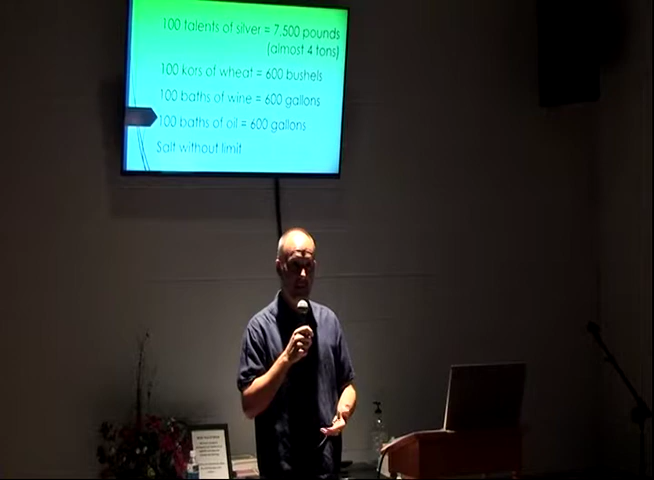 100 talents of silver = 7,500 pounds
(almost 4 tons)
100 kors of wheat = 600 bushels
100 baths of wine = 600 gallons
100 baths of oil = 600 gallons
Salt without limit